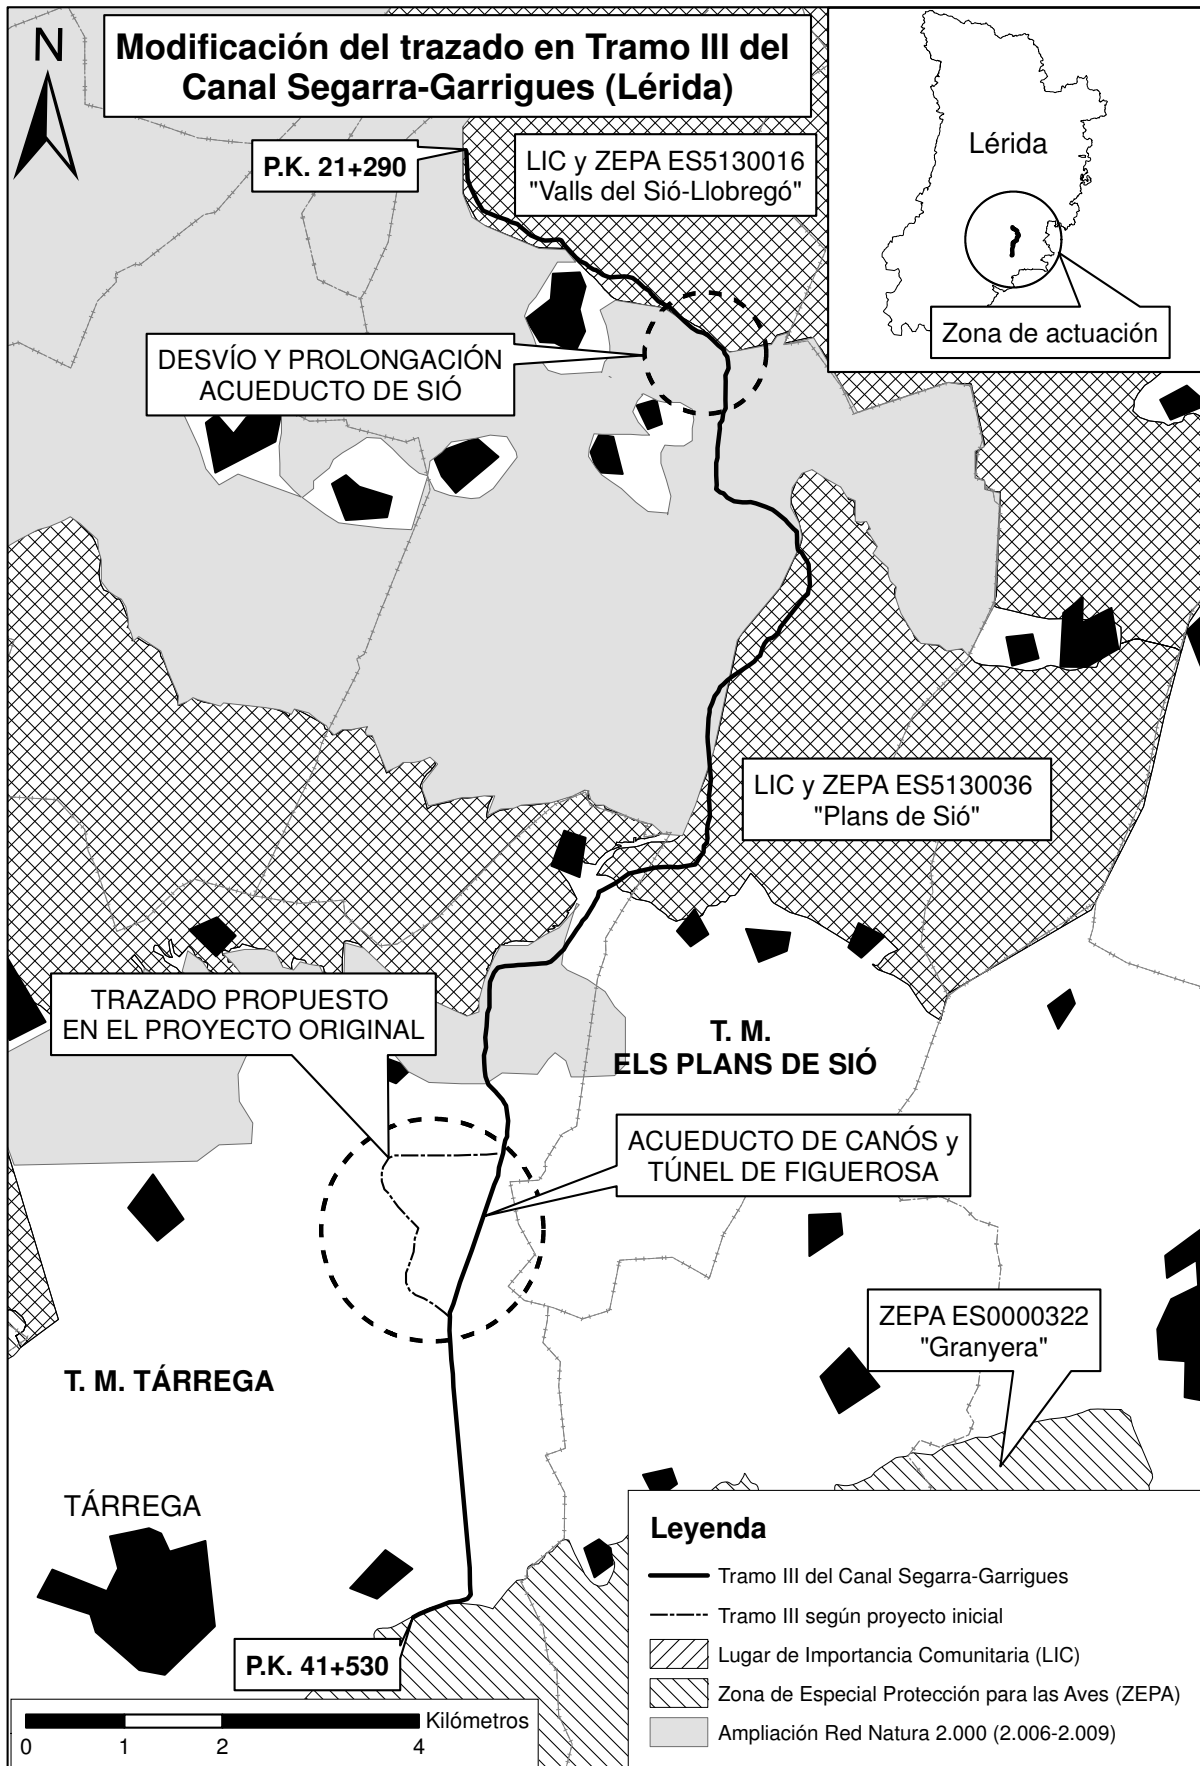 N
Modificación del trazado en Tramo III del
Canal Segarra-Garrigues (Lérida)
P.K. 21+290
LIC y ZEPA ES5130016
"Valls del Sió-Llobregó"
Lérida
Zona de actuación
DESVÍO Y PROLONGACIÓN
ACUEDUCTO DE SIÓ
LIC y ZEPA ES5130036
"Plans de Sió"
TRAZADO PROPUESTO
EN EL PROYECTO ORIGINAL
T. M.
ELS PLANS DE SIÓ
ACUEDUCTO DE CANÓS y
TÚNEL DE FIGUEROSA
ZEPA ES0000322
"Granyera"
T. M. TÁRREGA
TÁRREGA
P.K. 41+530
Leyenda
Tramo III del Canal Segarra-Garrigues
Tramo III según proyecto inicial
Lugar de Importancia Comunitaria (LIC)
Zona de Especial Protección para las Aves (ZEPA)
Ampliación Red Natura 2.000 (2.006-2.009)
Kilómetros
0 1 2 4